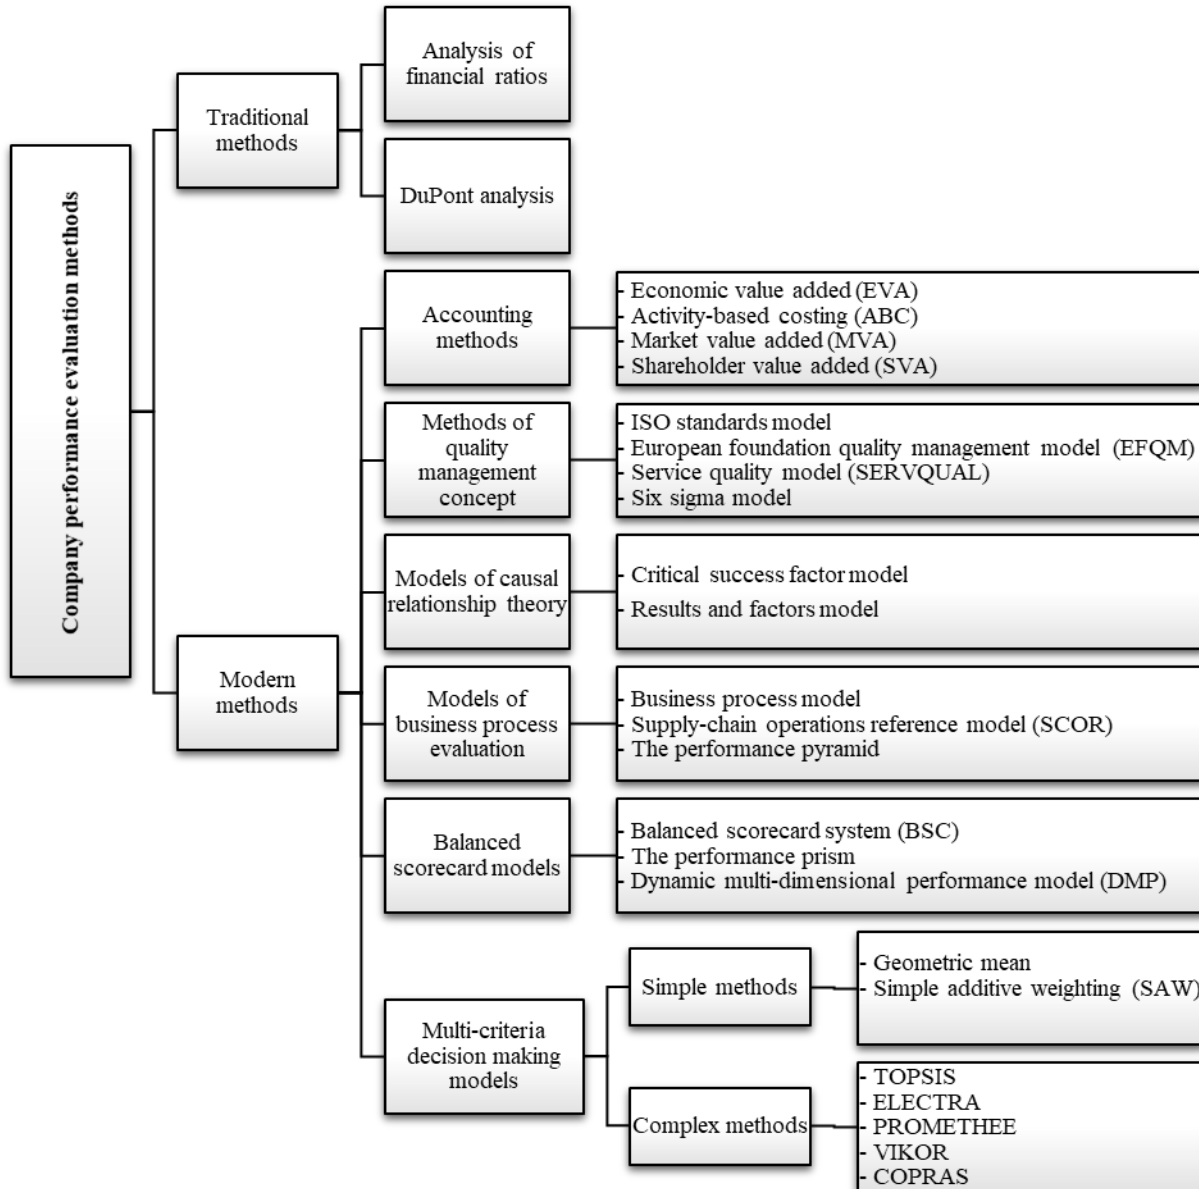 Company performance evaluation methods
Traditional
methods
Analysis of
financial ratios
DuPont analysis
Modern
methods
Accounting
methods
- Economic value added (EVA)
- Activity-based costing (ABC)
- Market value added (MVA)
- Shareholder value added (SVA)
Methods of
quality
management
concept
- ISO standards model
- European foundation quality management model (EFQM)
- Service quality model (SERVQUAL)
- Six sigma model
Models of causal
relationship theory
- Critical success factor model
- Results and factors model
Models of
business process
evaluation
- Business process model
- Supply-chain operations reference model (SCOR)
- The performance pyramid
Balanced
scorecard models
- Balanced scorecard system (BSC)
- The performance prism
- Dynamic multi-dimensional performance model (DMP)
Multi-criteria
decision making
models
Simple methods
- Geometric mean
- Simple additive weighting (SAW)
Complex methods
- TOPSIS
- ELECTRA
- PROMETHEE
- VIKOR
- COPRAS